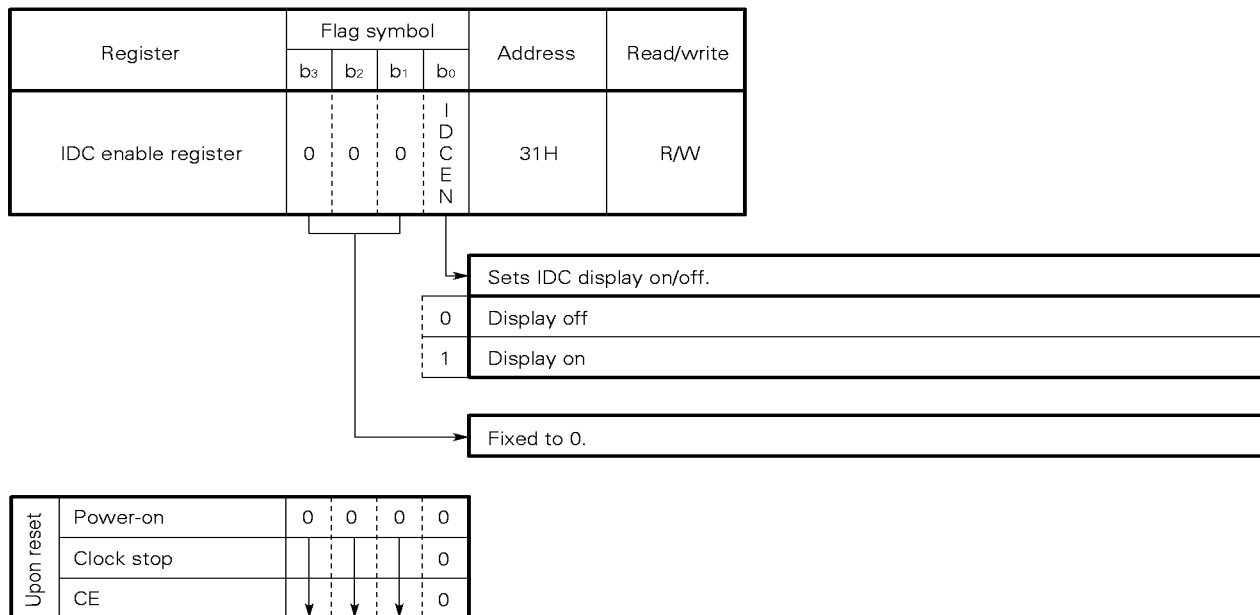 Register
Flag symbol
Address
Read/write
b3 b2 b1 b0
IDC enable register
0 0 0
IDCEN
31H
R/W
Sets IDC display on/off.
0 Display off
1 Display on
Fixed to 0.
Upon reset
Power-on 0 0 0 0
Clock stop 0
CE 0